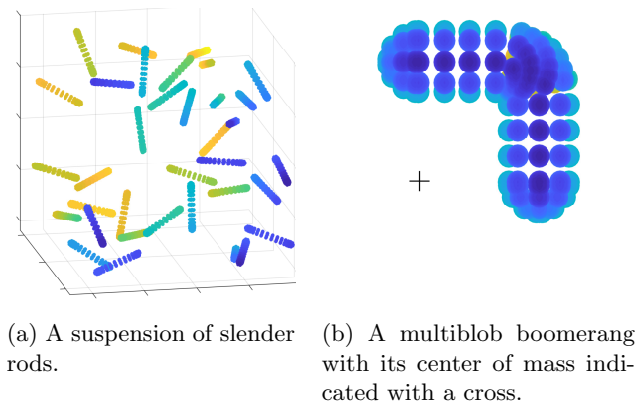 (a) A suspension of slender
rods.
(b) A multiblob boomerang
with its center of mass indi-
cated with a cross.